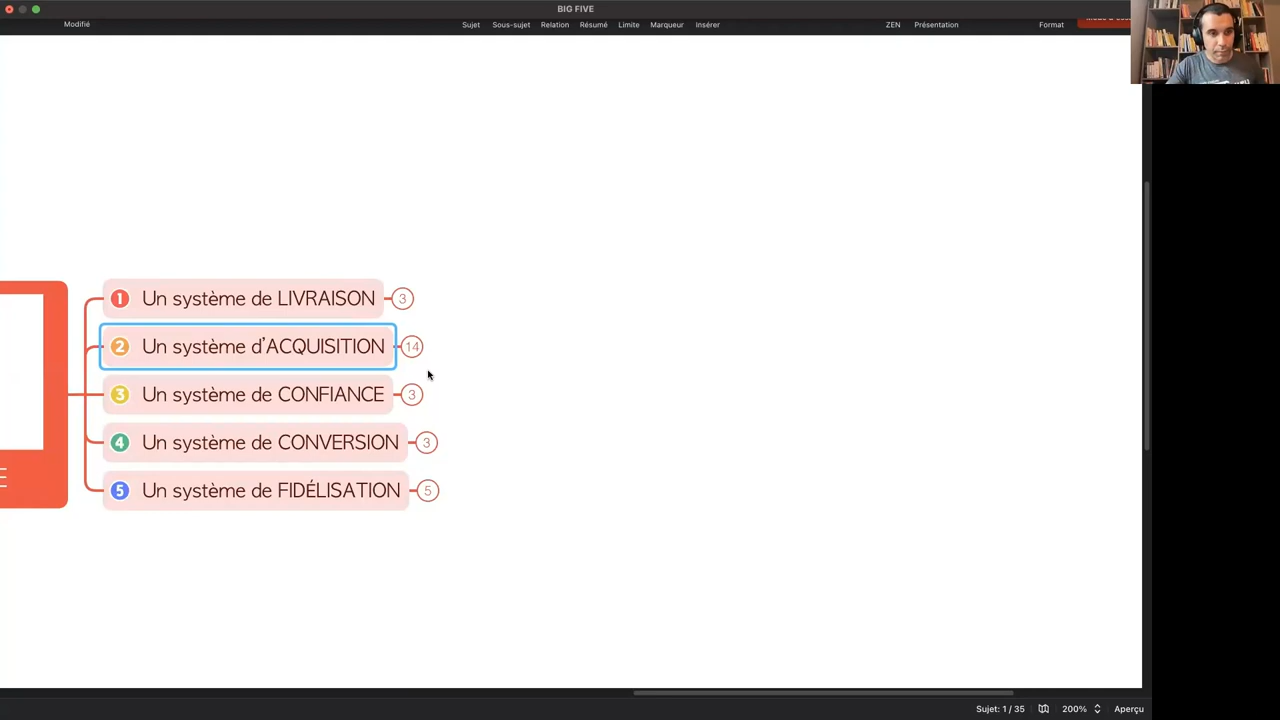 BIG FIVE
Modifié
Sujet Sous-sujet Relation Résumé Limite Marqueur Insérer ZEN Présentation Format
1 Un système de LIVRAISON 3
2 Un système d'ACQUISITION 14
3 Un système de CONFIANCE 3
4 Un système de CONVERSION 3
5 Un système de FIDÉLISATION 5
E
Sujet: 1 / 35 200% Aperçu